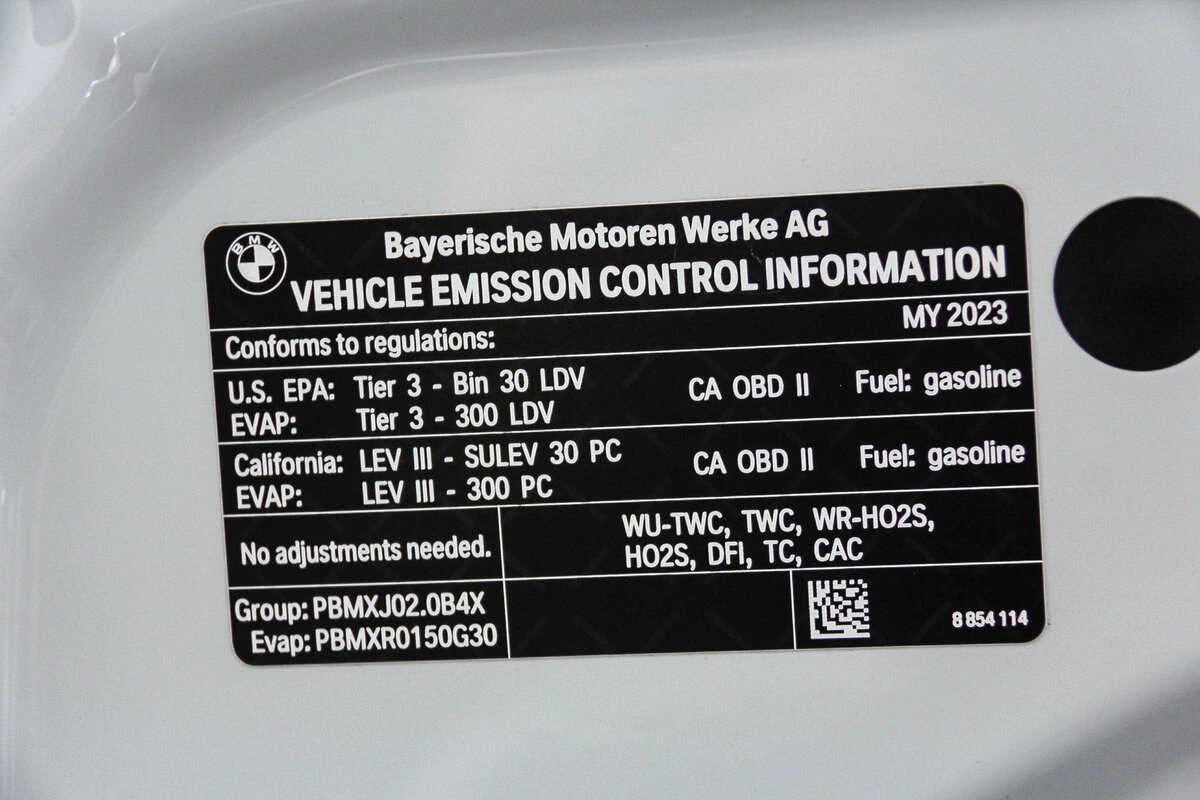 BMW
Bayerische Motoren Werke AG
VEHICLE EMISSION CONTROL INFORMATION
MY 2023
Conforms to regulations:
U.S. EPA: Tier 3 - Bin 30 LDV CA OBD II Fuel: gasoline
EVAP: Tier 3 - 300 LDV
California: LEV III - SULEV 30 PC CA OBD II Fuel: gasoline
EVAP: LEV III - 300 PC
No adjustments needed.
WU-TWC, TWC, WR-HO2S,
HO2S, DFI, TC, CAC
Group: PBMXJ02.0B4X
Evap: PBMXR0150G30
8 854 114